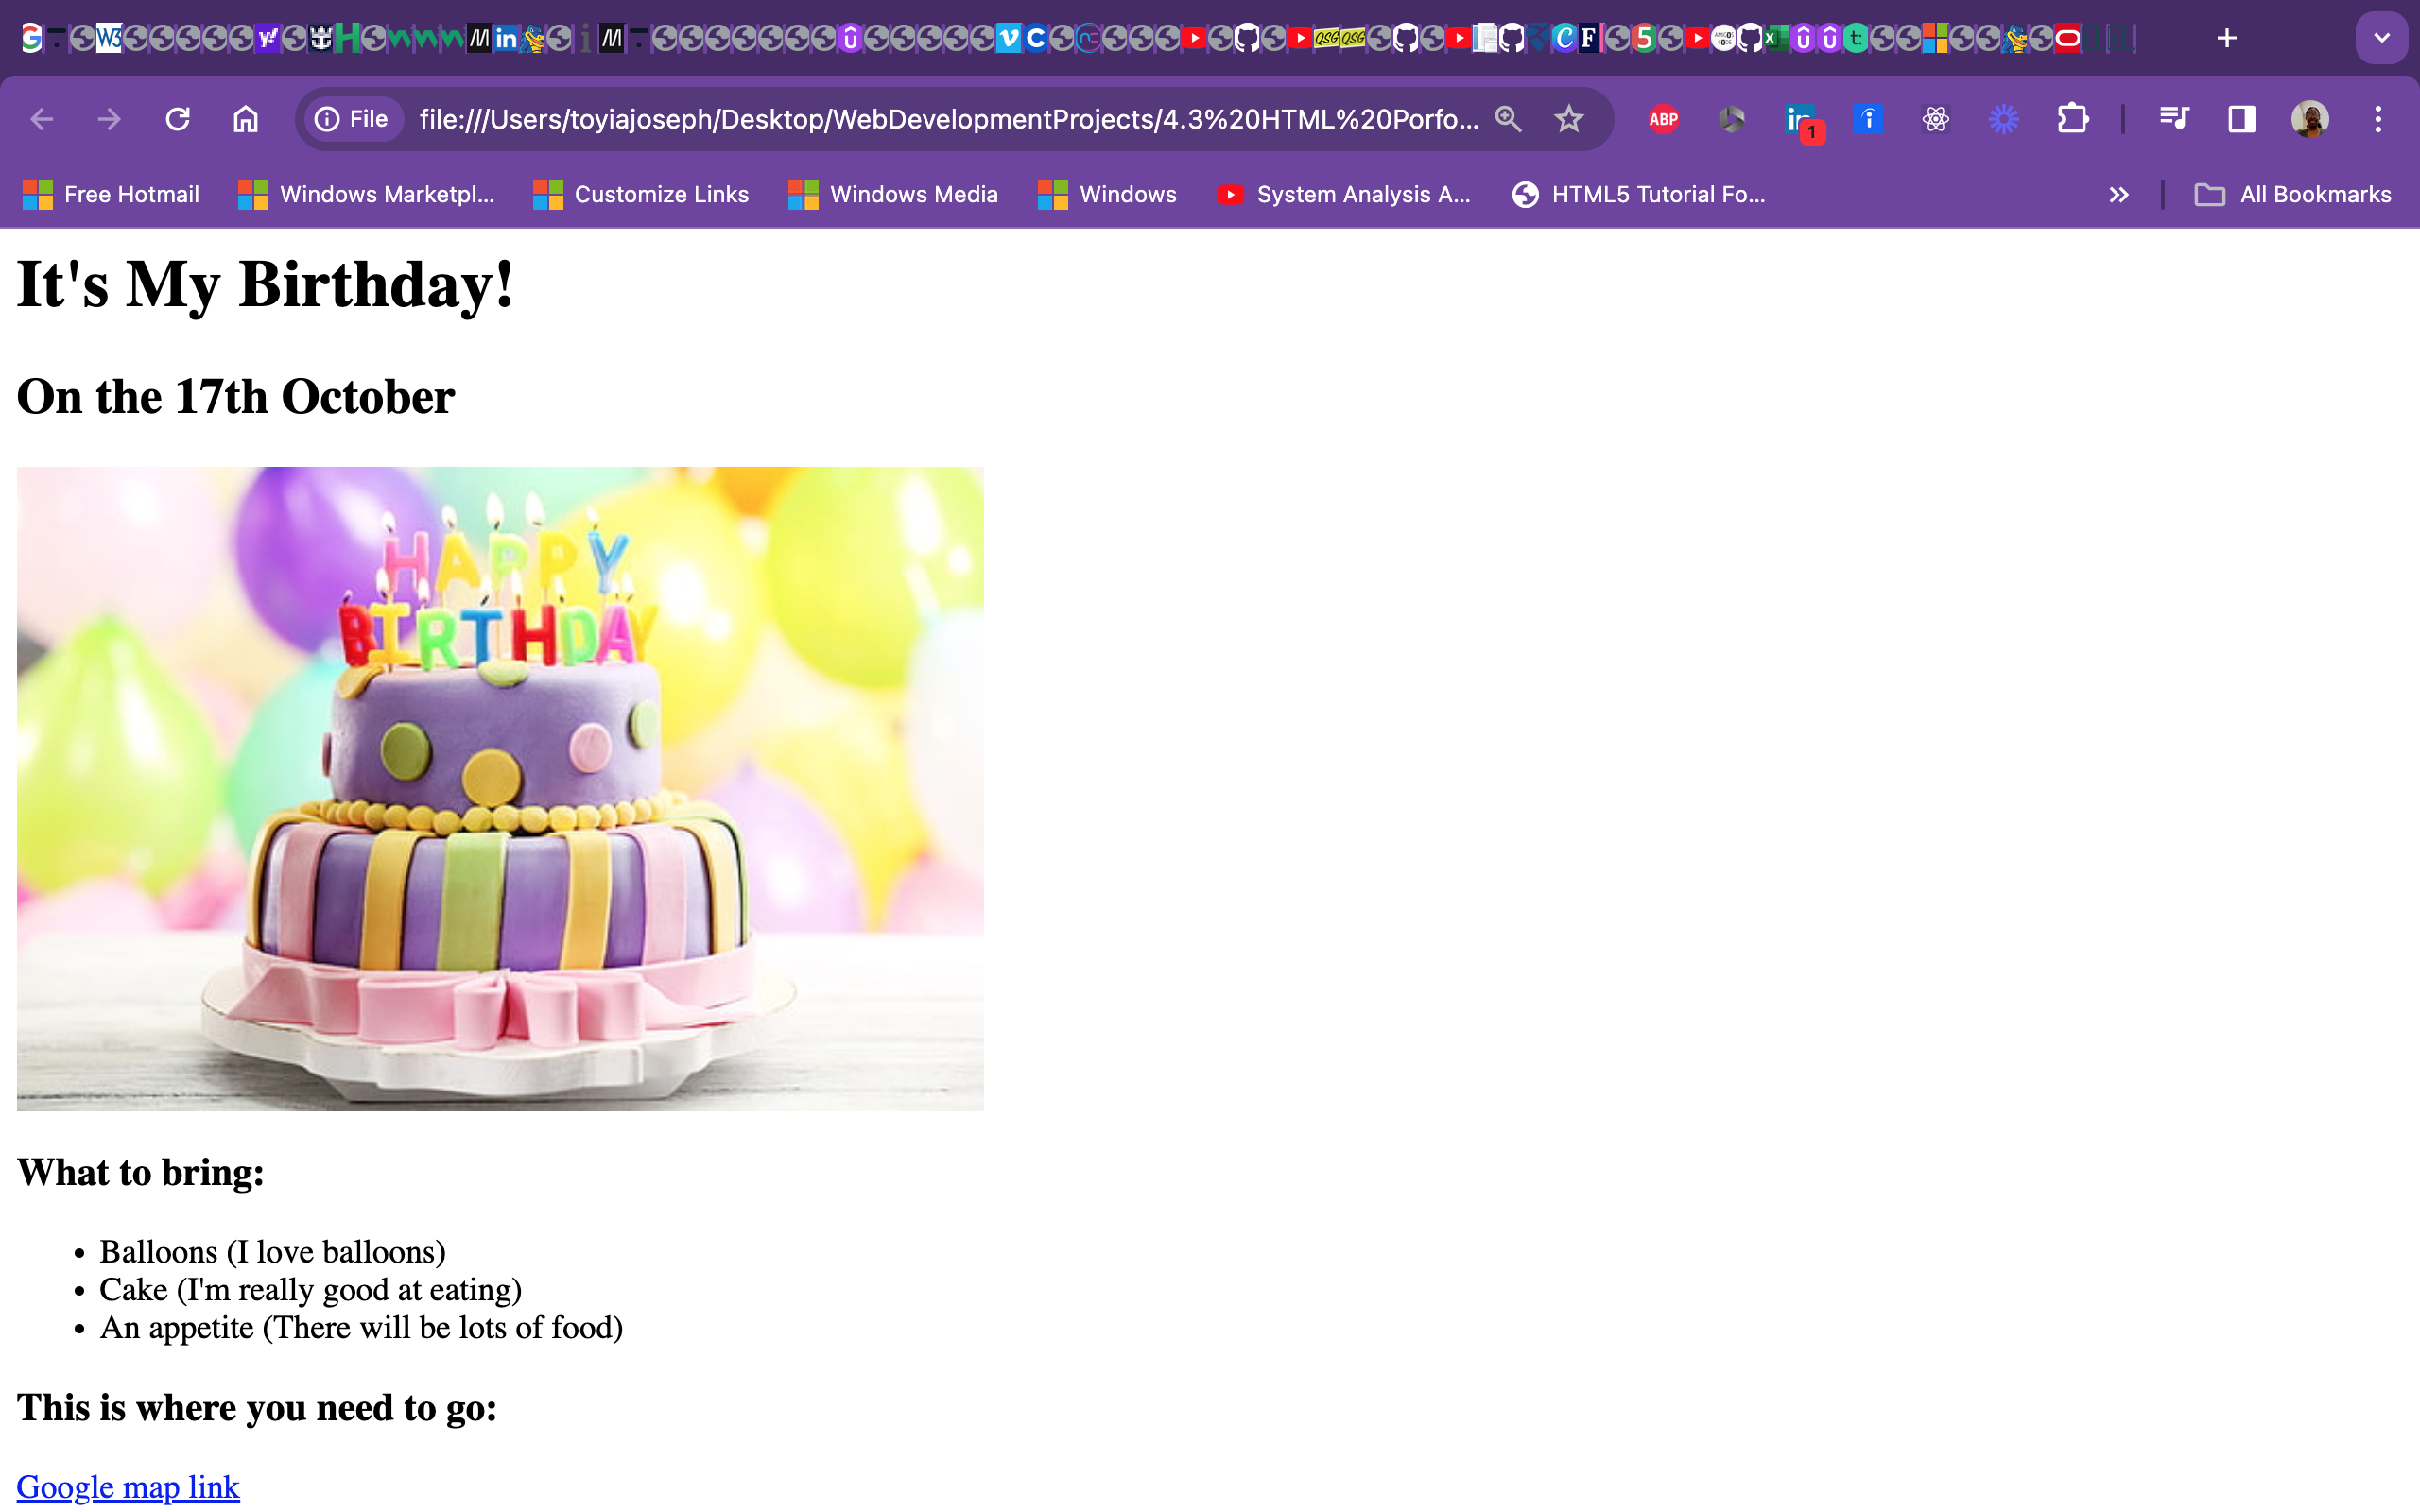 File
file:///Users/toyiajoseph/Desktop/WebDevelopmentProjects/4.3%20HTML%20Porfo...
ABP
in
1
Free Hotmail
Windows Marketpl...
Customize Links
Windows Media
Windows
System Analysis A...
HTML5 Tutorial Fo...
All Bookmarks
It's My Birthday!
On the 17th October
HAPPY
BIRTHDAY
What to bring:
• Balloons (I love balloons)
• Cake (I'm really good at eating)
• An appetite (There will be lots of food)
This is where you need to go:
Google map link